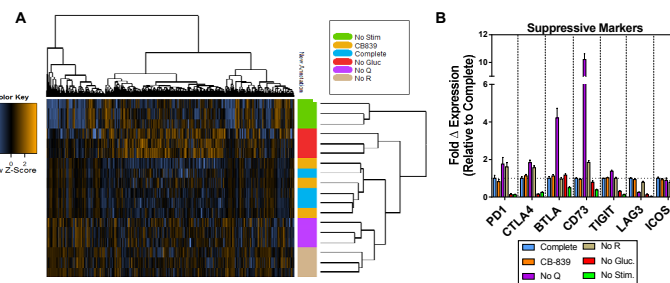 A
No Stim
CB839
Complete
No Gluc
No Q
No R
olor Key
0 2
w Z-Score
B
Suppressive Markers
Fold Δ Expression
(Relative to Complete)
12
10
8
6
4
2
0
PD1
CTLA4
BTLA
CD73
TIGIT
LAG3
ICOS
Complete
CB-839
No Q
No R
No Gluc.
No Stim.